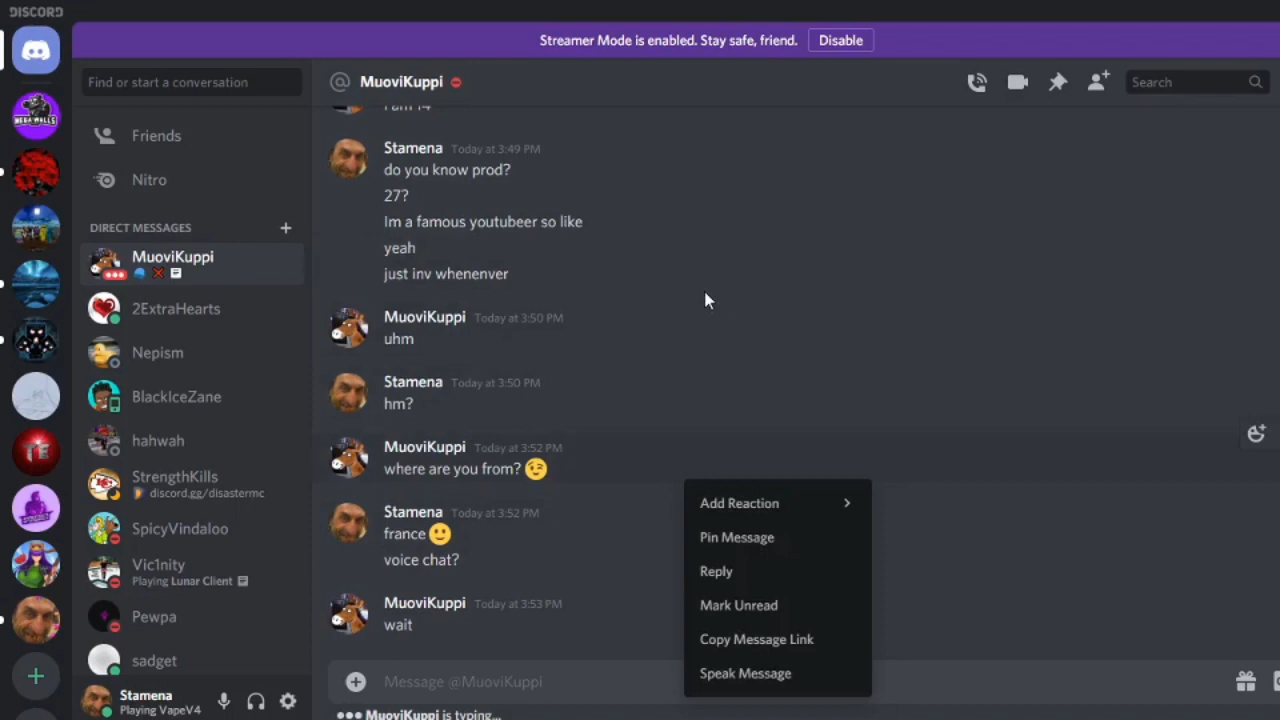 DISCORD
Streamer Mode is enabled. Stay safe, friend.
Disable
Find or start a conversation
Friends
Nitro
DIRECT MESSAGES
MuoviKuppi
2ExtraHearts
Nepism
BlackIceZane
hahwah
StrengthKills
discord.gg/disastermc
SpicyVindaloo
Vic1nity
Playing Lunar Client
Pewpa
sadget
Stamena
Playing VapeV4
MEGA WALLS
TE
@ MuoviKuppi
Search
I am 14
Stamena Today at 3:49 PM
do you know prod?
27?
Im a famous youtubeer so like
yeah
just inv whenenver
MuoviKuppi Today at 3:50 PM
uhm
Stamena Today at 3:50 PM
hm?
MuoviKuppi Today at 3:52 PM
where are you from? 😉
Stamena Today at 3:52 PM
france 🙂
voice chat?
MuoviKuppi Today at 3:53 PM
wait
Add Reaction
Pin Message
Reply
Mark Unread
Copy Message Link
Speak Message
Message @MuoviKuppi
MuoviKuppi is typing...